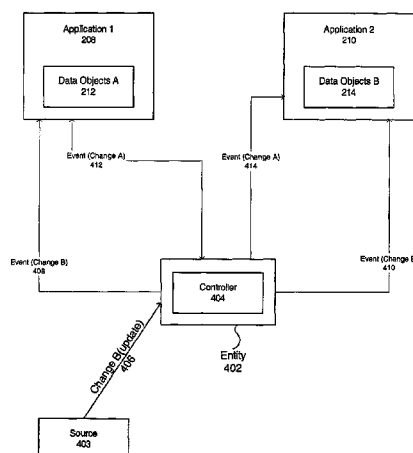 Application 1
208
Data Objects A
212
Application 2
210
Data Objects B
214
Event (Change A)
412
Event (Change A)
414
Event (Change B)
408
Event (Change B)
410
Controller
404
Entity
402
Change B(update)
406
Source
403